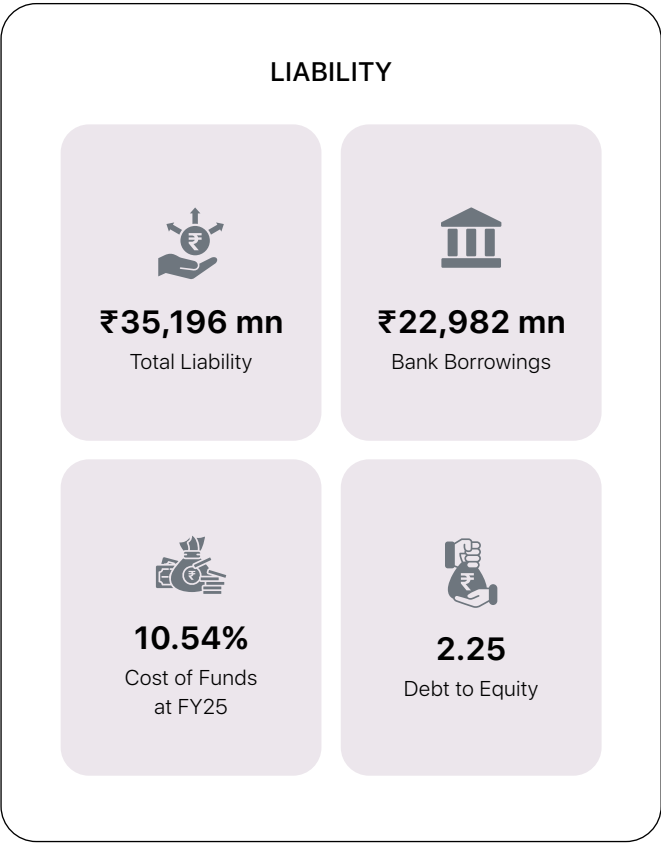 LIABILITY
₹35,196 mn
Total Liability
₹22,982 mn
Bank Borrowings
10.54%
Cost of Funds
at FY25
2.25
Debt to Equity